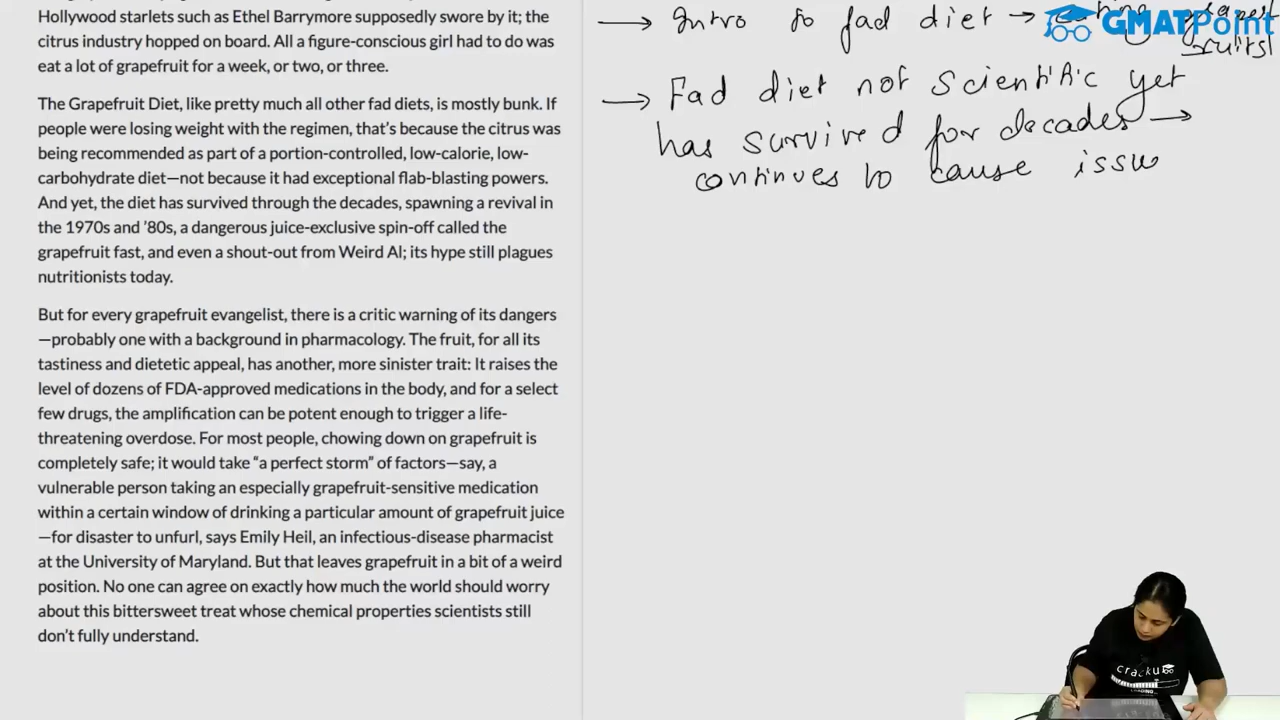 Hollywood starlets such as Ethel Barrymore supposedly swore by it; the
citrus industry hopped on board. All a figure-conscious girl had to do was
eat a lot of grapefruit for a week, or two, or three.
The Grapefruit Diet, like pretty much all other fad diets, is mostly bunk. If
people were losing weight with the regimen, that's because the citrus was
being recommended as part of a portion-controlled, low-calorie, low-
carbohydrate diet—not because it had exceptional flab-blasting powers.
And yet, the diet has survived through the decades, spawning a revival in
the 1970s and '80s, a dangerous juice-exclusive spin-off called the
grapefruit fast, and even a shout-out from Weird Al; its hype still plagues
nutritionists today.
But for every grapefruit evangelist, there is a critic warning of its dangers
—probably one with a background in pharmacology. The fruit, for all its
tastiness and dietetic appeal, has another, more sinister trait: It raises the
level of dozens of FDA-approved medications in the body, and for a select
few drugs, the amplification can be potent enough to trigger a life-
threatening overdose. For most people, chowing down on grapefruit is
completely safe; it would take “a perfect storm” of factors—say, a
vulnerable person taking an especially grapefruit-sensitive medication
within a certain window of drinking a particular amount of grapefruit juice
—for disaster to unfurl, says Emily Heil, an infectious-disease pharmacist
at the University of Maryland. But that leaves grapefruit in a bit of a weird
position. No one can agree on exactly how much the world should worry
about this bittersweet treat whose chemical properties scientists still
don't fully understand.
→ Intro to fad diet → eating
GMATPoint
→ Fad diet not scientific yet
has survived for decades →
continues to cause issue
cracku